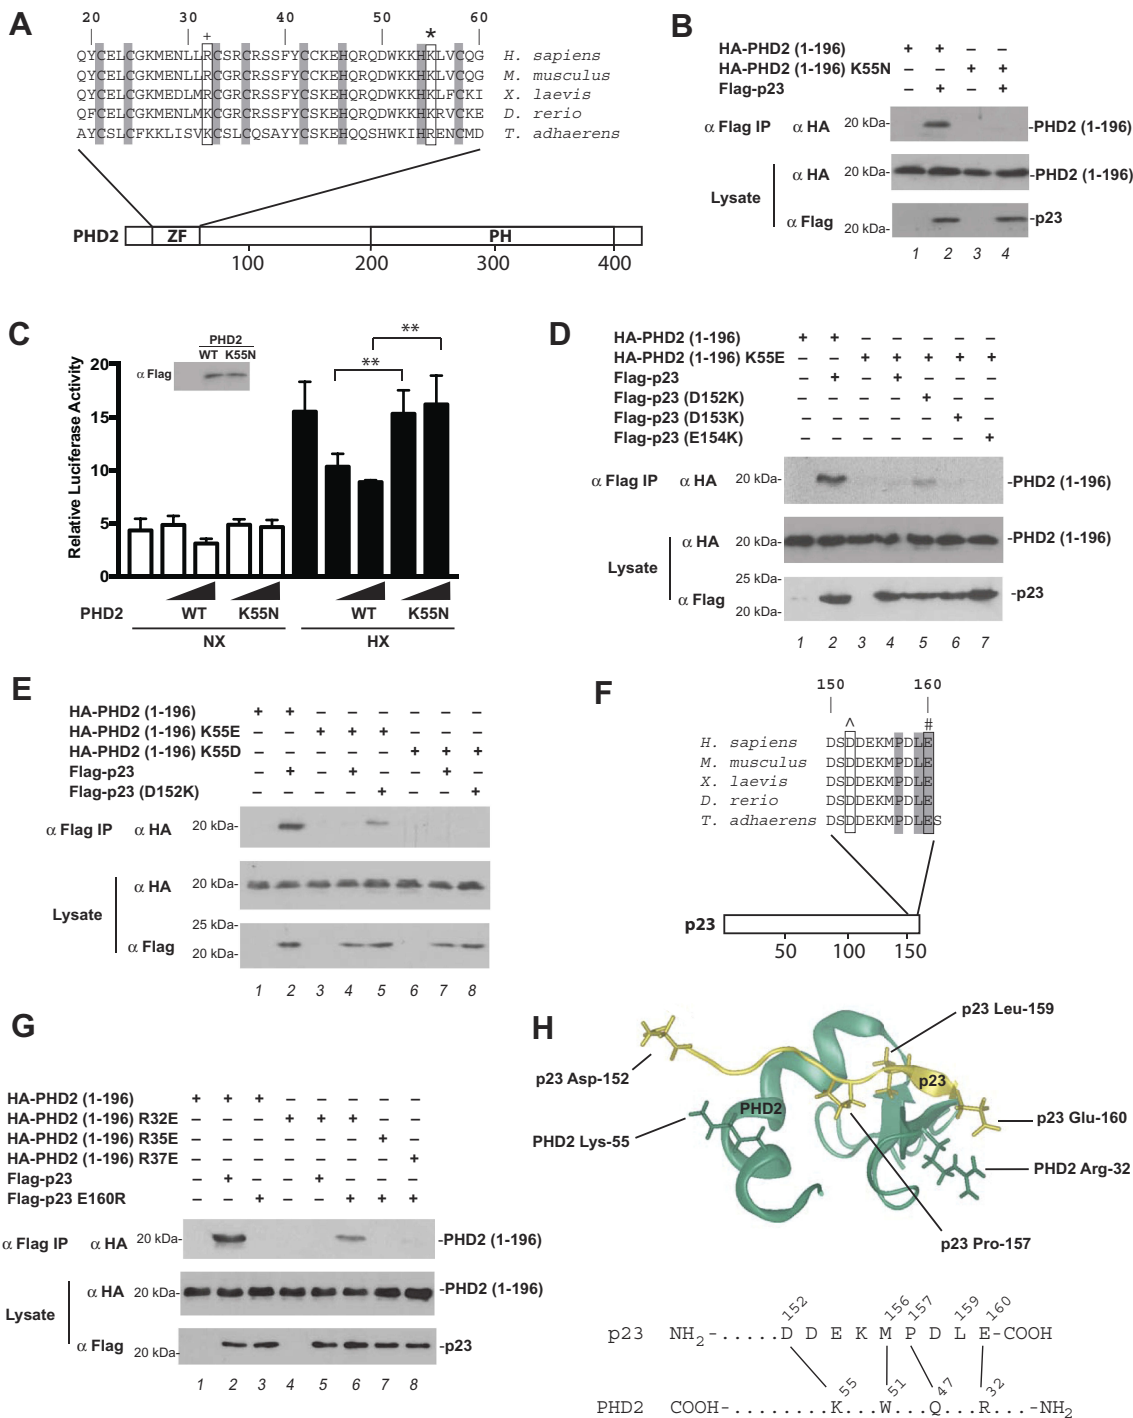 A
20 30 40 50 60
+ *
QYCELCGKMENLLRCSRCRSSFYCCKEHQRQDWKKHKLVCQG H. sapiens
QYCELCGKMENLLRCGRCRSSFYCCKEHQRQDWKKHKLVCQG M. musculus
QYCELCGKMEDLMRCGRCRSSFYCSKEHQRQDWKKHKLFCKI X. laevis
QFCELCGKMENLMKCGRCRSSFYCSKEHQRQDWKKHKRVCKE D. rerio
AYCSLCFKKLISVKCSLCQSAYYCSKEHQQSHWKIHRENCMD T. adhaerens
PHD2 ZF PH
100 200 300 400
B
HA-PHD2 (1-196) + + – –
HA-PHD2 (1-196) K55N – – + +
Flag-p23 – + – +
α Flag IP α HA 20 kDa- -PHD2 (1-196)
Lysate
α HA 20 kDa- -PHD2 (1-196)
α Flag 20 kDa- -p23
1 2 3 4
C
Relative Luciferase Activity
20
15
10
5
0
PHD2
WT K55N
α Flag
**
**
PHD2 WT K55N WT K55N
NX HX
D
HA-PHD2 (1-196) + + – – – – –
HA-PHD2 (1-196) K55E – – + + + + +
Flag-p23 – + – + – – –
Flag-p23 (D152K) – – – – + – –
Flag-p23 (D153K) – – – – – + –
Flag-p23 (E154K) – – – – – – +
α Flag IP α HA 20 kDa- -PHD2 (1-196)
Lysate
α HA 20 kDa- -PHD2 (1-196)
25 kDa-
α Flag -p23
20 kDa-
1 2 3 4 5 6 7
E
HA-PHD2 (1-196) + + – – – – – –
HA-PHD2 (1-196) K55E – – + + + – – –
HA-PHD2 (1-196) K55D – – – – – + + +
Flag-p23 – + – + – – + –
Flag-p23 (D152K) – – – – + – – +
α Flag IP α HA 20 kDa-
Lysate
α HA 20 kDa-
25 kDa-
α Flag
20 kDa-
1 2 3 4 5 6 7 8
F
150 160
^ #
H. sapiens DSDDEKMPDLE
M. musculus DSDDEKMPDLE
X. laevis DSDDEKMPDLE
D. rerio DSDDEKMPDLE
T. adhaerens DSDDEKMPDLES
p23
50 100 150
G
HA-PHD2 (1-196) + + + – – – – –
HA-PHD2 (1-196) R32E – – – + + + – –
HA-PHD2 (1-196) R35E – – – – – – + –
HA-PHD2 (1-196) R37E – – – – – – – +
Flag-p23 – + – – + – – –
Flag-p23 E160R – – + – – + + +
α Flag IP α HA 20 kDa- -PHD2 (1-196)
Lysate
α HA 20 kDa- -PHD2 (1-196)
α Flag 20 kDa- -p23
1 2 3 4 5 6 7 8
H
p23 Leu-159
p23 Asp-152
p23
PHD2
p23 Glu-160
PHD2 Lys-55
PHD2 Arg-32
p23 Pro-157
152 156 157 159 160
p23 NH2-.....D D E K M P D L E-COOH
55 51 47 32
PHD2 COOH-........K...W...Q...R...-NH2